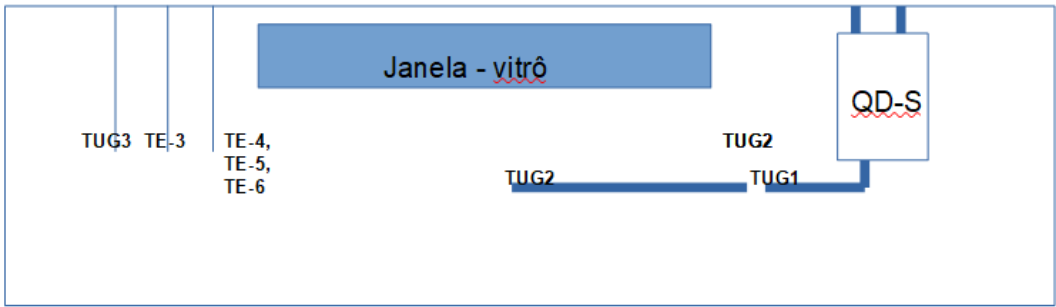 Janela - vitrô
QD-S
TUG3
TE-3
TE-4,
TE-5,
TE-6
TUG2
TUG2
TUG1